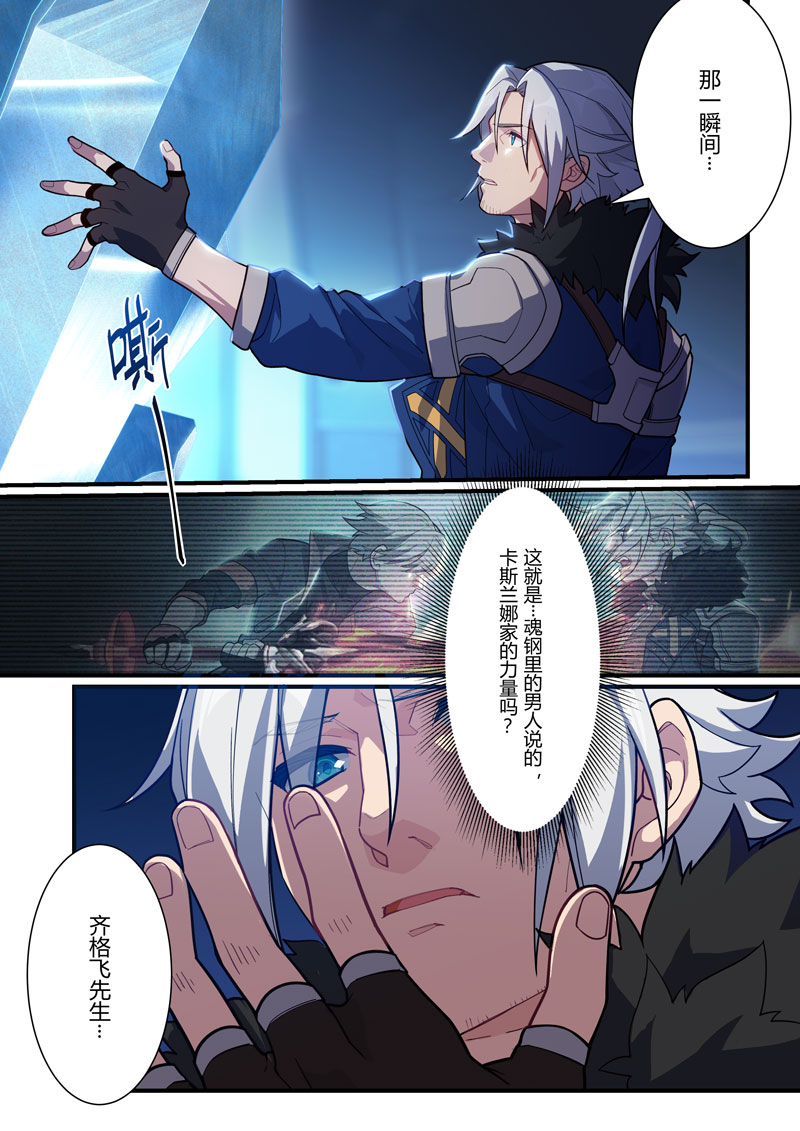 那一瞬间…
嘶
这就是…魂钢里的男人说的，
卡斯兰娜家的力量吗？
齐格飞先生…